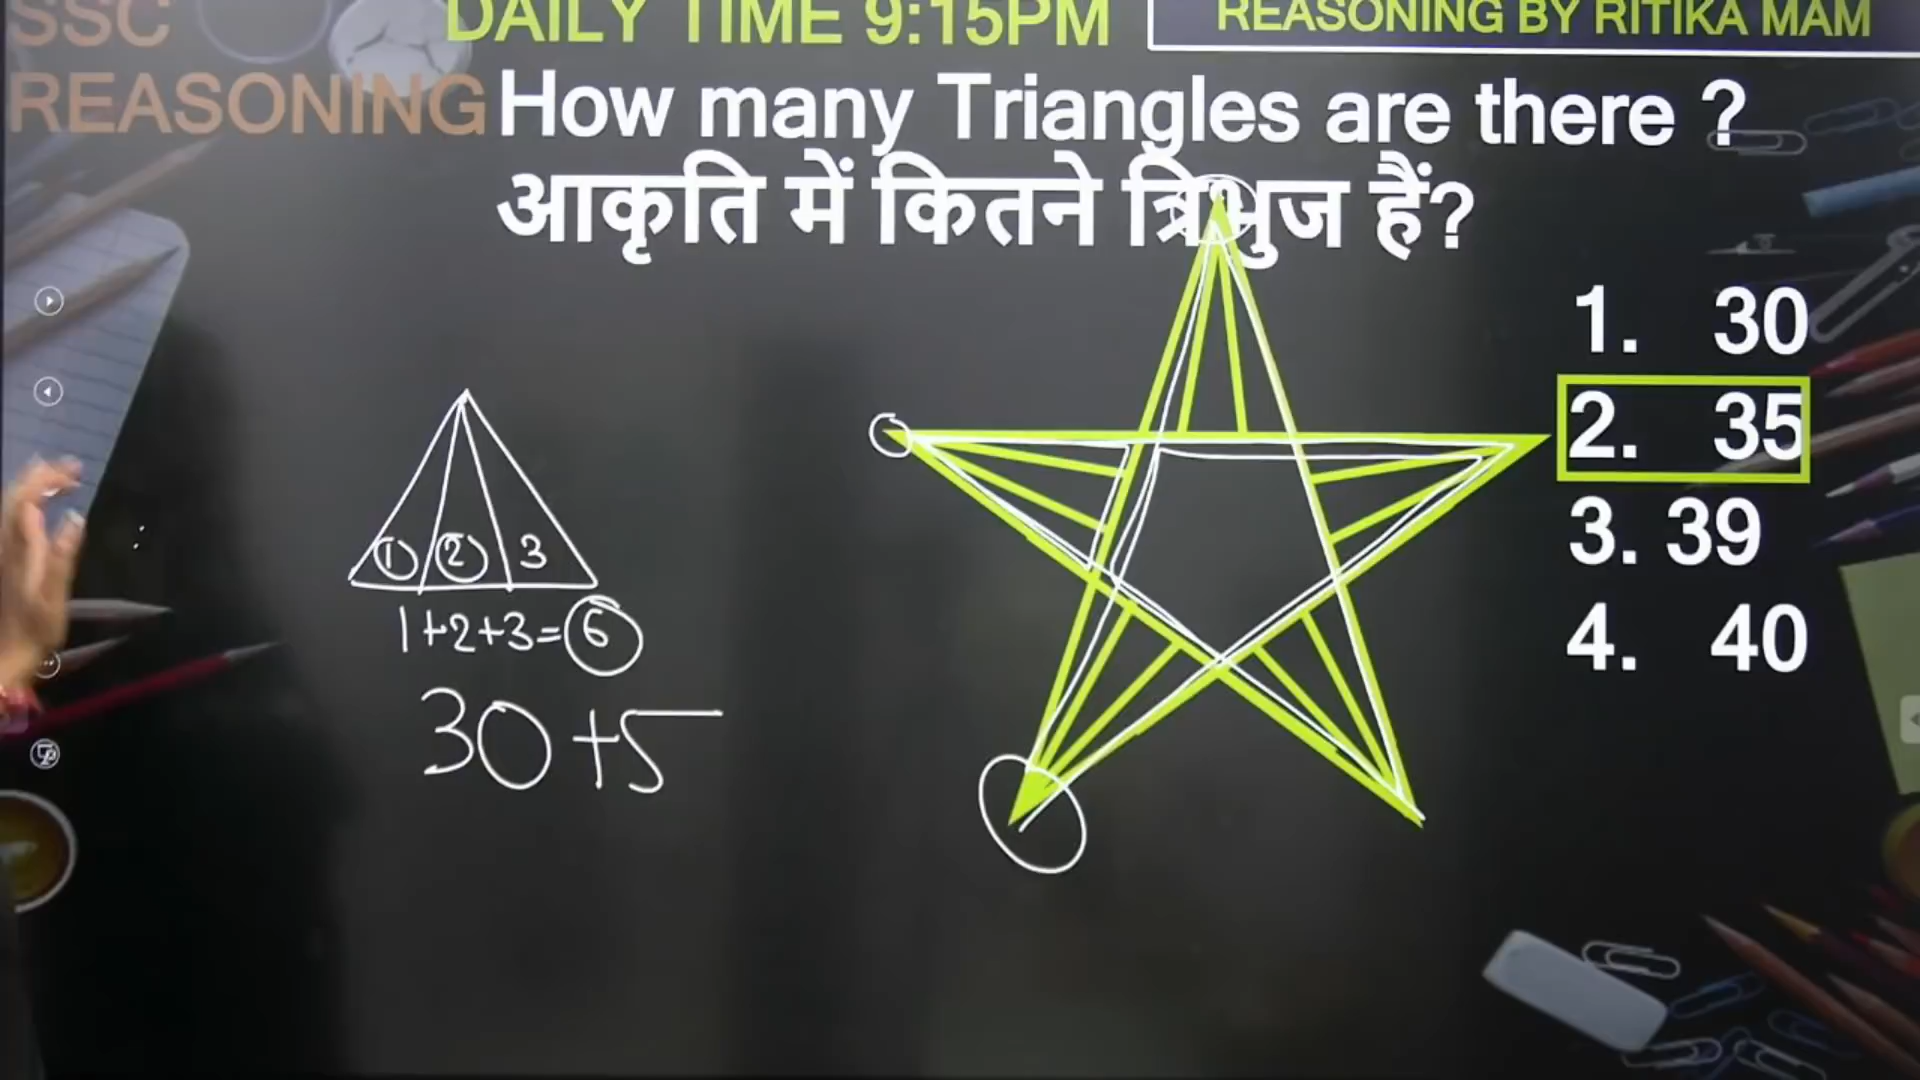 SSC
REASONING
DAILY TIME 9:15PM
REASONING BY RITIKA MAM
How many Triangles are there ?
आकृति में कितने त्रिभुज हैं?
1. 30
2. 35
3. 39
4. 40
1 2 3
1+2+3=6
30+5